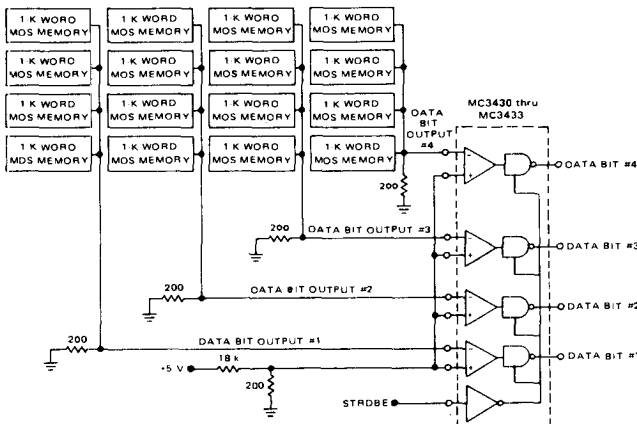 1 K WORD MOS MEMORY 1 K WORD MOS MEMORY 1 K WORD MOS MEMORY 1 K WORD MOS MEMORY
1 K WORD MOS MEMORY 1 K WORD MOS MEMORY 1 K WORD MOS MEMORY 1 K WORD MOS MEMORY
1 K WORD MOS MEMORY 1 K WORD MOS MEMORY 1 K WORD MOS MEMORY 1 K WORD MOS MEMORY
1 K WORD MOS MEMORY 1 K WORD MOS MEMORY 1 K WORD MOS MEMORY 1 K WORD MOS MEMORY
DATA
BIT
OUTPUT
#4
MC3430 thru
MC3433
- +
DATA BIT #4
200
200
DATA BIT OUTPUT #3
- +
DATA BIT #3
200
DATA BIT OUTPUT #2
- +
DATA BIT #2
200
DATA BIT OUTPUT #1
- +
DATA BIT #1
+5 V
18 k
200
STROBE